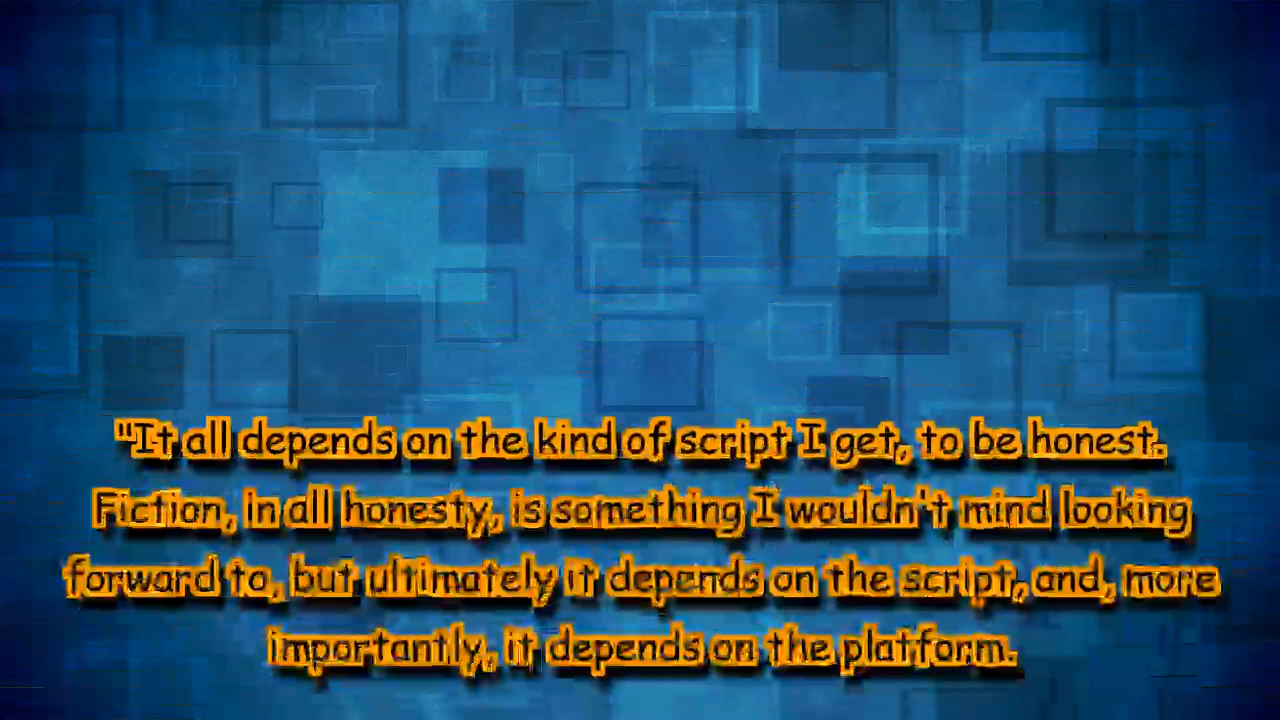 "It all depends on the kind of script I get, to be honest.
Fiction, in all honesty, is something I wouldn't mind looking
forward to, but ultimately it depends on the script, and, more
importantly, it depends on the platform.